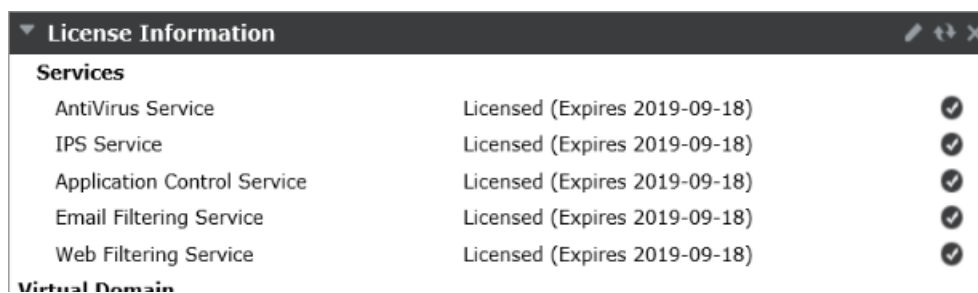 License Information
Services
AntiVirus Service Licensed (Expires 2019-09-18)
IPS Service Licensed (Expires 2019-09-18)
Application Control Service Licensed (Expires 2019-09-18)
Email Filtering Service Licensed (Expires 2019-09-18)
Web Filtering Service Licensed (Expires 2019-09-18)
Virtual Domain